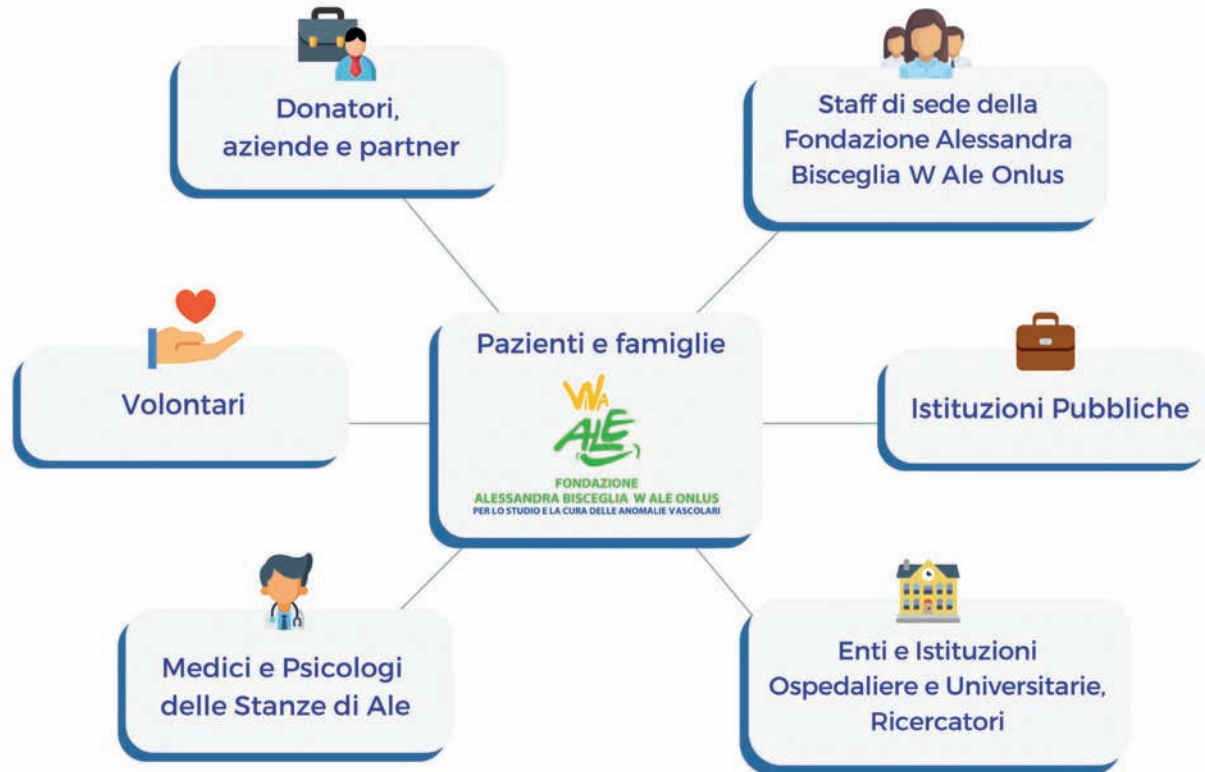 Donatori,
aziende e partner
Staff di sede della
Fondazione Alessandra
Bisceglia W Ale Onlus
Volontari
Pazienti e famiglie
VIVA
ALE
FONDAZIONE
ALESSANDRA BISCEGLIA W ALE ONLUS
PER LO STUDIO E LA CURA DELLE ANOMALIE VASCOLARI
Istituzioni Pubbliche
Medici e Psicologi
delle Stanze di Ale
Enti e Istituzioni
Ospedaliere e Universitarie,
Ricercatori